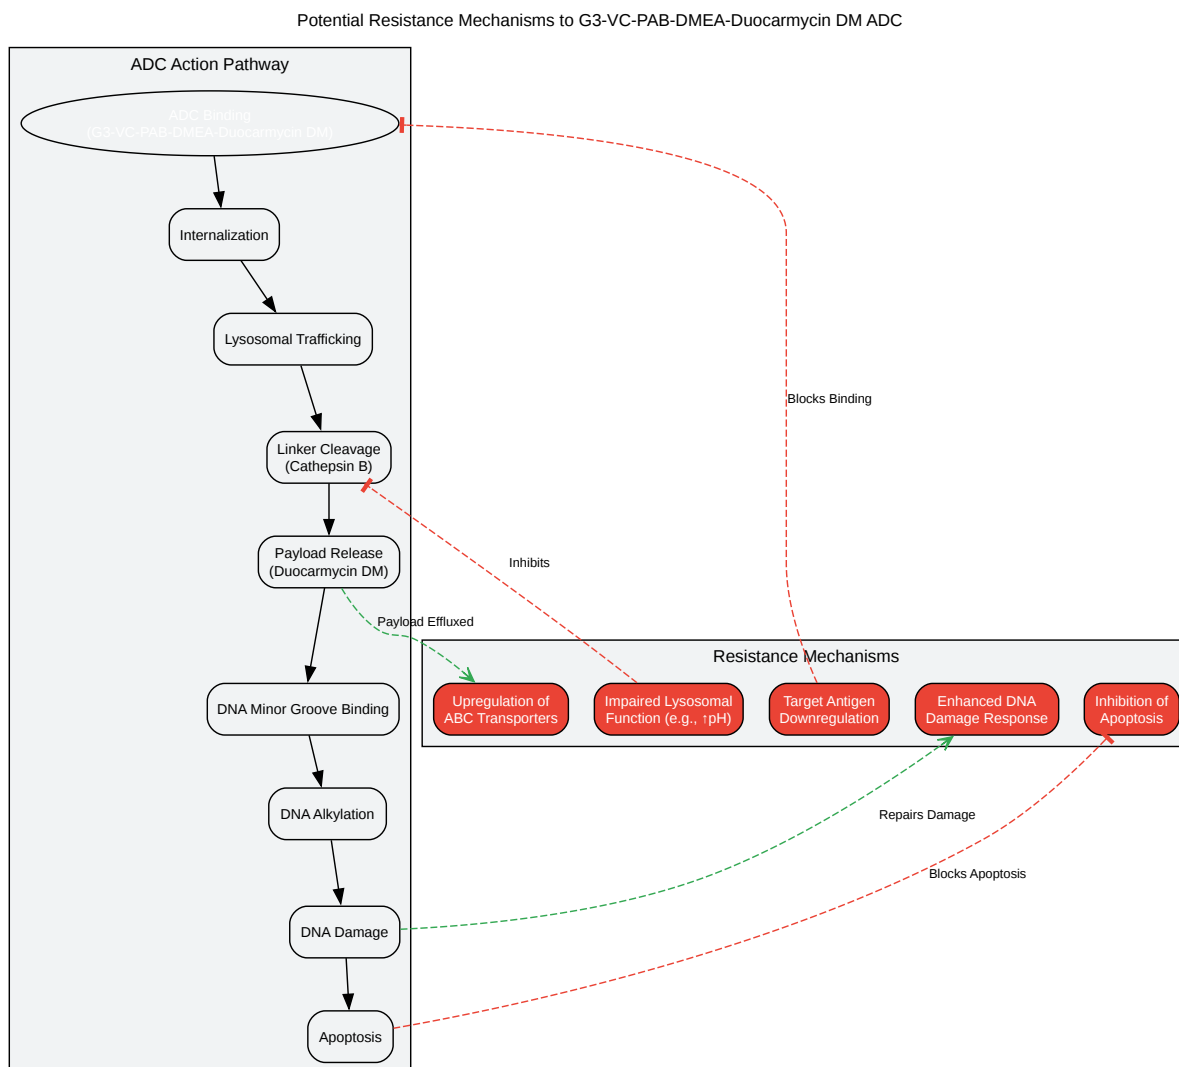 Potential Resistance Mechanisms to G3-VC-PAB-DMEA-Duocarmycin DM ADC
ADC Action Pathway
ADC Binding
(G3-VC-PAB-DMEA-Duocarmycin DM)
Internalization
Lysosomal Trafficking
Blocks Binding
Linker Cleavage
(Cathepsin B)
Inhibits
Payload Release
(Duocarmycin DM)
Payload Effluxed
Resistance Mechanisms
Upregulation of
ABC Transporters
Impaired Lysosomal
Function (e.g., ↑pH)
Target Antigen
Downregulation
Enhanced DNA
Damage Response
Inhibition of
Apoptosis
DNA Minor Groove Binding
DNA Alkylation
Repairs Damage
Blocks Apoptosis
DNA Damage
Apoptosis